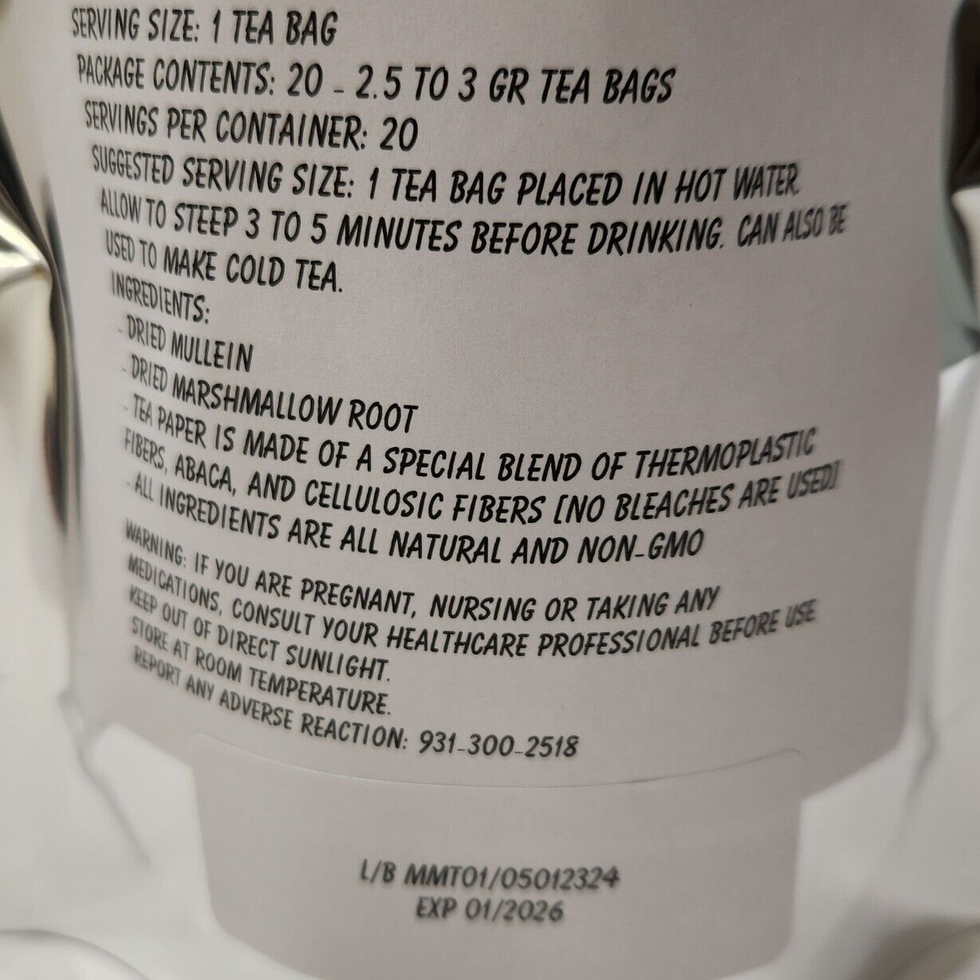 SERVING SIZE: 1 TEA BAG
PACKAGE CONTENTS: 20 - 2.5 TO 3 GR TEA BAGS
SERVINGS PER CONTAINER: 20
SUGGESTED SERVING SIZE: 1 TEA BAG PLACED IN HOT WATER.
ALLOW TO STEEP 3 TO 5 MINUTES BEFORE DRINKING. CAN ALSO BE
USED TO MAKE COLD TEA.
INGREDIENTS:
- DRIED MULLEIN
- DRIED MARSHMALLOW ROOT
- TEA PAPER IS MADE OF A SPECIAL BLEND OF THERMOPLASTIC
FIBERS, ABACA, AND CELLULOSIC FIBERS [NO BLEACHES ARE USED]
- ALL INGREDIENTS ARE ALL NATURAL AND NON-GMO
WARNING: IF YOU ARE PREGNANT, NURSING OR TAKING ANY
MEDICATIONS, CONSULT YOUR HEALTHCARE PROFESSIONAL BEFORE USE
KEEP OUT OF DIRECT SUNLIGHT.
STORE AT ROOM TEMPERATURE.
REPORT ANY ADVERSE REACTION: 931-300-2518
L/B MMT01/05012324
EXP 01/2026